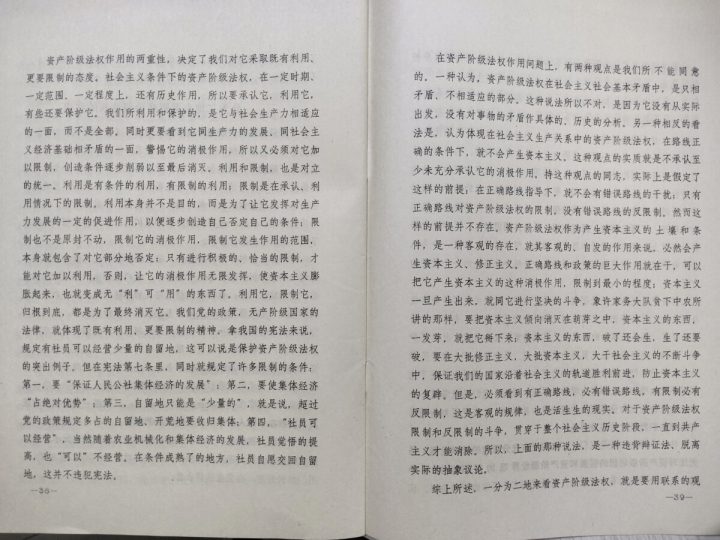 资产阶级法权作用的两重性，决定了我们对它采取既有利用、
更要限制的态度。社会主义条件下的资产阶级法权，在一定时期、
一定范围、一定程度上，还有历史作用，所以要承认它，利用它，
有些还要保护它。我们所利用和保护的，是它与社会生产力相适应
的一面，而不是全部。同时更要看到它同生产力的发展、同社会主
义经济基础相矛盾的一面，警惕它的消极作用，所以又必须对它加
以限制，创造条件逐步削弱以至最后消灭。利用和限制，也是对立
的统一。利用是有条件的利用，有限制的利用；限制是在承认、利
用情况下的限制。利用本身并不是目的，而是为了让它发挥对生产
力发展的一定的促进作用，以便逐步创造自己否定自己的条件；限
制也不是原封不动，限制它的消极作用，限制它发生作用的范围，
本身就包含了对它部分地否定；只有进行积极的、恰当的限制，才
能对它加以利用，否则，让它的消极作用无限发挥，使资本主义膨
胀起来，也就变成无“利”可“用”的东西了。利用它，限制它，
归根到底，都是为了最终消灭它。我们党的政策，无产阶级国家的
法律，就体现了既有利用、更要限制的精神。拿我国的宪法来说，
规定有社员可以经营少量的自留地，这可以说是保护资产阶级法权
的突出例子。但在宪法第七条里，同时就规定了许多限制的条件：
第一，要“保证人民公社集体经济的发展”；第二，要使集体经济
“占绝对优势”；第三，自留地只能是“少量的”，就是说，超过
党的政策规定多占的自留地、开荒地要收归集体；第四，“社员可
以经营”，当然随着农业机械化和集体经济的发展，社员觉悟的提
高，也“可以”不经营。在条件成熟了的地方，社员自愿交回自留
地，这并不违犯宪法。
—38—
在资产阶级法权作用问题上，有两种观点是我们所不能同意
的。一种认为，资产阶级法权在社会主义社会基本矛盾中，是只相
矛盾、不相适应的部分。这种说法所以不对，是因为它没有从实际
出发，没有对事物的矛盾作具体的、历史的分析。另一种相反的看
法是，认为体现在社会主义生产关系中的资产阶级法权，在路线正
确的条件下，就不会产生资本主义。这种观点的实质就是不承认至
少未充分承认它的消极作用。持这种观点的同志，实际上是假定了
这样的前提；在正确路线指导下，就不会有错误路线的干扰；只有
正确路线对资产阶级法权的限制，没有错误路线的反限制。然而这
样的前提并不存在。资产阶级法权作为产生资本主义的土壤和条
件，是一种客观的存在，就其客观的、自发的作用来说，必然会产
生资本主义、修正主义。正确路线和政策的巨大作用就在于，可以
把它产生资本主义的这种消极作用，限制到最小的程度；资本主义
一旦产生出来，就同它进行坚决的斗争，象许家务大队贫下中农所
讲的那样，要把资本主义倾向消灭在萌芽之中，资本主义的东西，
一发芽，就把它掰下来；资本主义的东西，破了还会生，生了还要
破，要在大批修正主义，大批资本主义，大干社会主义的不断斗争
中，保证我们的国家沿着社会主义的轨道胜利前进，防止资本主义
的复辟。但是，必须看到有正确路线，必有错误路线，有限制必有
反限制，这是客观的规律，也是活生生的现实。对于资产阶级法权
限制和反限制的斗争，贯穿于整个社会主义历史阶段，一直到共产
主义才能消除。所以，上面的那种说法，是一种违背辩证法、脱离
实际的抽象议论。
综上所述，一分为二地来看资产阶级法权，就是要用联系的观
—39—